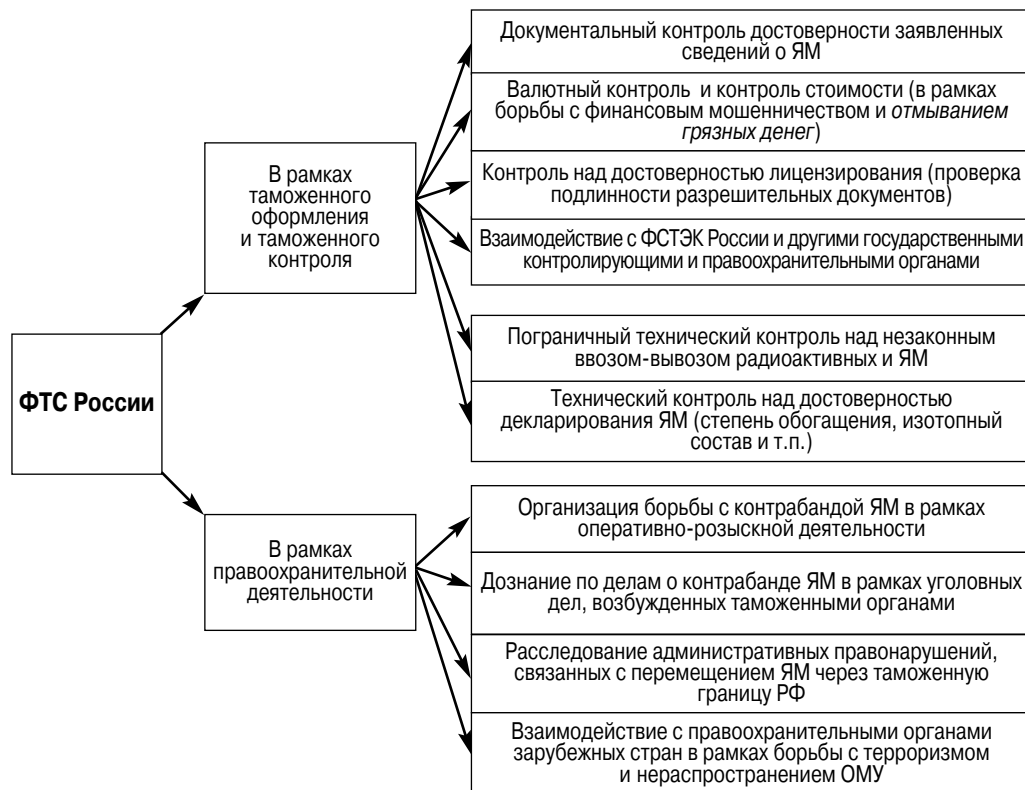 ФТС России
В рамках
таможенного
оформления
и таможенного
контроля
Документальный контроль достоверности заявленных
сведений о ЯМ
Валютный контроль и контроль стоимости (в рамках
борьбы с финансовым мошенничеством и отмыванием
грязных денег)
Контроль над достоверностью лицензирования (проверка
подлинности разрешительных документов)
Взаимодействие с ФСТЭК России и другими государственными
контролирующими и правоохранительными органами
Пограничный технический контроль над незаконным
ввозом-вывозом радиоактивных и ЯМ
Технический контроль над достоверностью
декларирования ЯМ (степень обогащения, изотопный
состав и т.п.)
В рамках
правоохранительной
деятельности
Организация борьбы с контрабандой ЯМ в рамках
оперативно-розыскной деятельности
Дознание по делам о контрабанде ЯМ в рамках уголовных
дел, возбужденных таможенными органами
Расследование административных правонарушений,
связанных с перемещением ЯМ через таможенную
границу РФ
Взаимодействие с правоохранительными органами
зарубежных стран в рамках борьбы с терроризмом
и нераспространением ОМУ